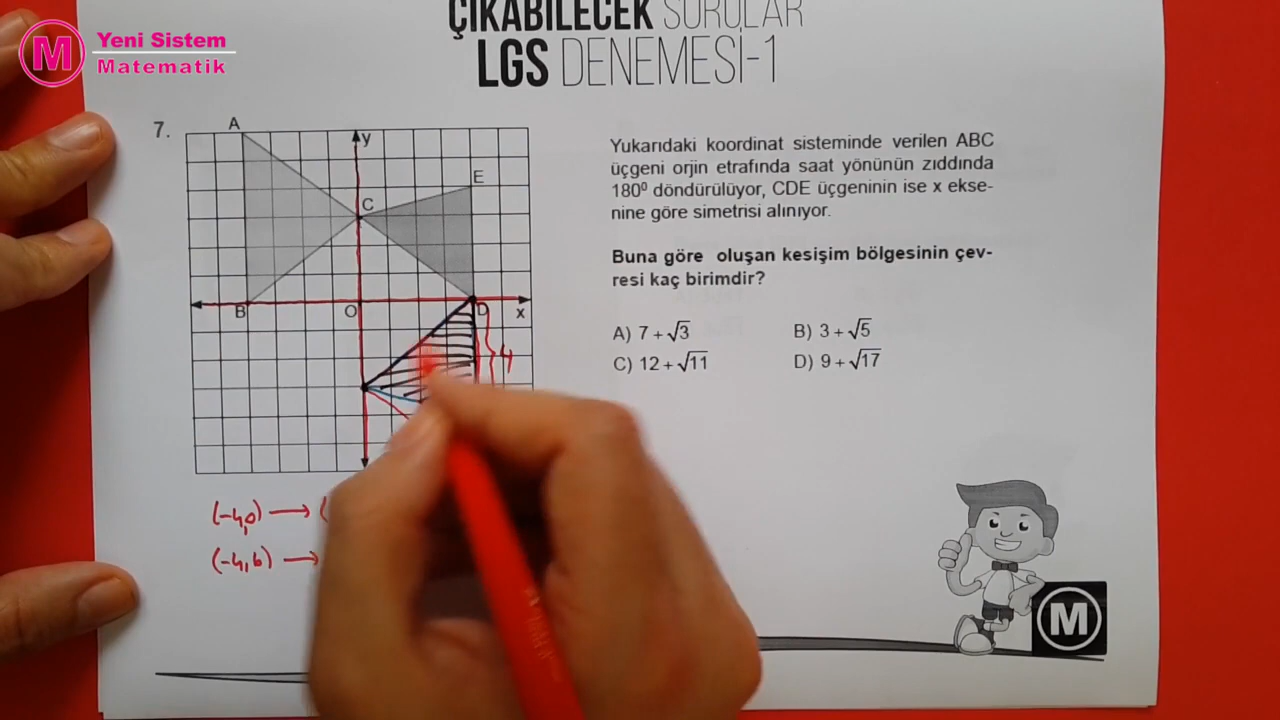 ÇIKABİLECEK SORULAR
LGS DENEMESİ-1
M Yeni Sistem
Matematik
7.
A
y
E
C
B
O
D
x
4
(-4,0) → (
(-4,6) →
Yukarıdaki koordinat sisteminde verilen ABC
üçgeni orjin etrafında saat yönünün zıddında
180⁰ döndürülüyor, CDE üçgeninin ise x ekse-
nine göre simetrisi alınıyor.
Buna göre oluşan kesişim bölgesinin çev-
resi kaç birimdir?
A) 7+√3
B) 3+√5
C) 12+√11
D) 9+√17
M